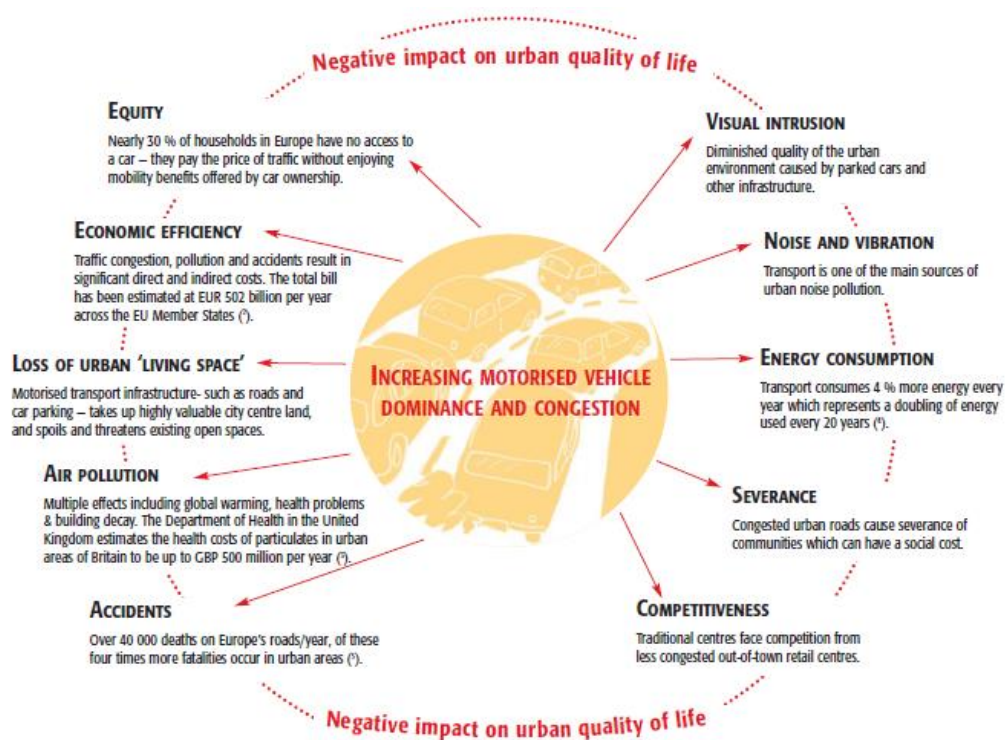 Negative impact on urban quality of life
EQUITY
Nearly 30 % of households in Europe have no access to
a car – they pay the price of traffic without enjoying
mobility benefits offered by car ownership.
ECONOMIC EFFICIENCY
Traffic congestion, pollution and accidents result in
significant direct and indirect costs. The total bill
has been estimated at EUR 502 billion per year
across the EU Member States ( ).
LOSS OF URBAN ‘LIVING SPACE’
Motorised transport infrastructure- such as roads and
car parking – takes up highly valuable city centre land,
and spoils and threatens existing open spaces.
AIR POLLUTION
Multiple effects including global warming, health problems
& building decay. The Department of Health in the United
Kingdom estimates the health costs of particulates in urban
areas of Britain to be up to GBP 500 million per year ( ).
ACCIDENTS
Over 40 000 deaths on Europe's roads/year, of these
four times more fatalities occur in urban areas (⁵).
INCREASING MOTORISED VEHICLE
DOMINANCE AND CONGESTION
VISUAL INTRUSION
Diminished quality of the urban
environment caused by parked cars and
other infrastructure.
NOISE AND VIBRATION
Transport is one of the main sources of
urban noise pollution.
ENERGY CONSUMPTION
Transport consumes 4 % more energy every
year which represents a doubling of energy
used every 20 years ( ).
SEVERANCE
Congested urban roads cause severance of
communities which can have a social cost.
COMPETITIVENESS
Traditional centres face competition from
less congested out-of-town retail centres.
Negative impact on urban quality of life